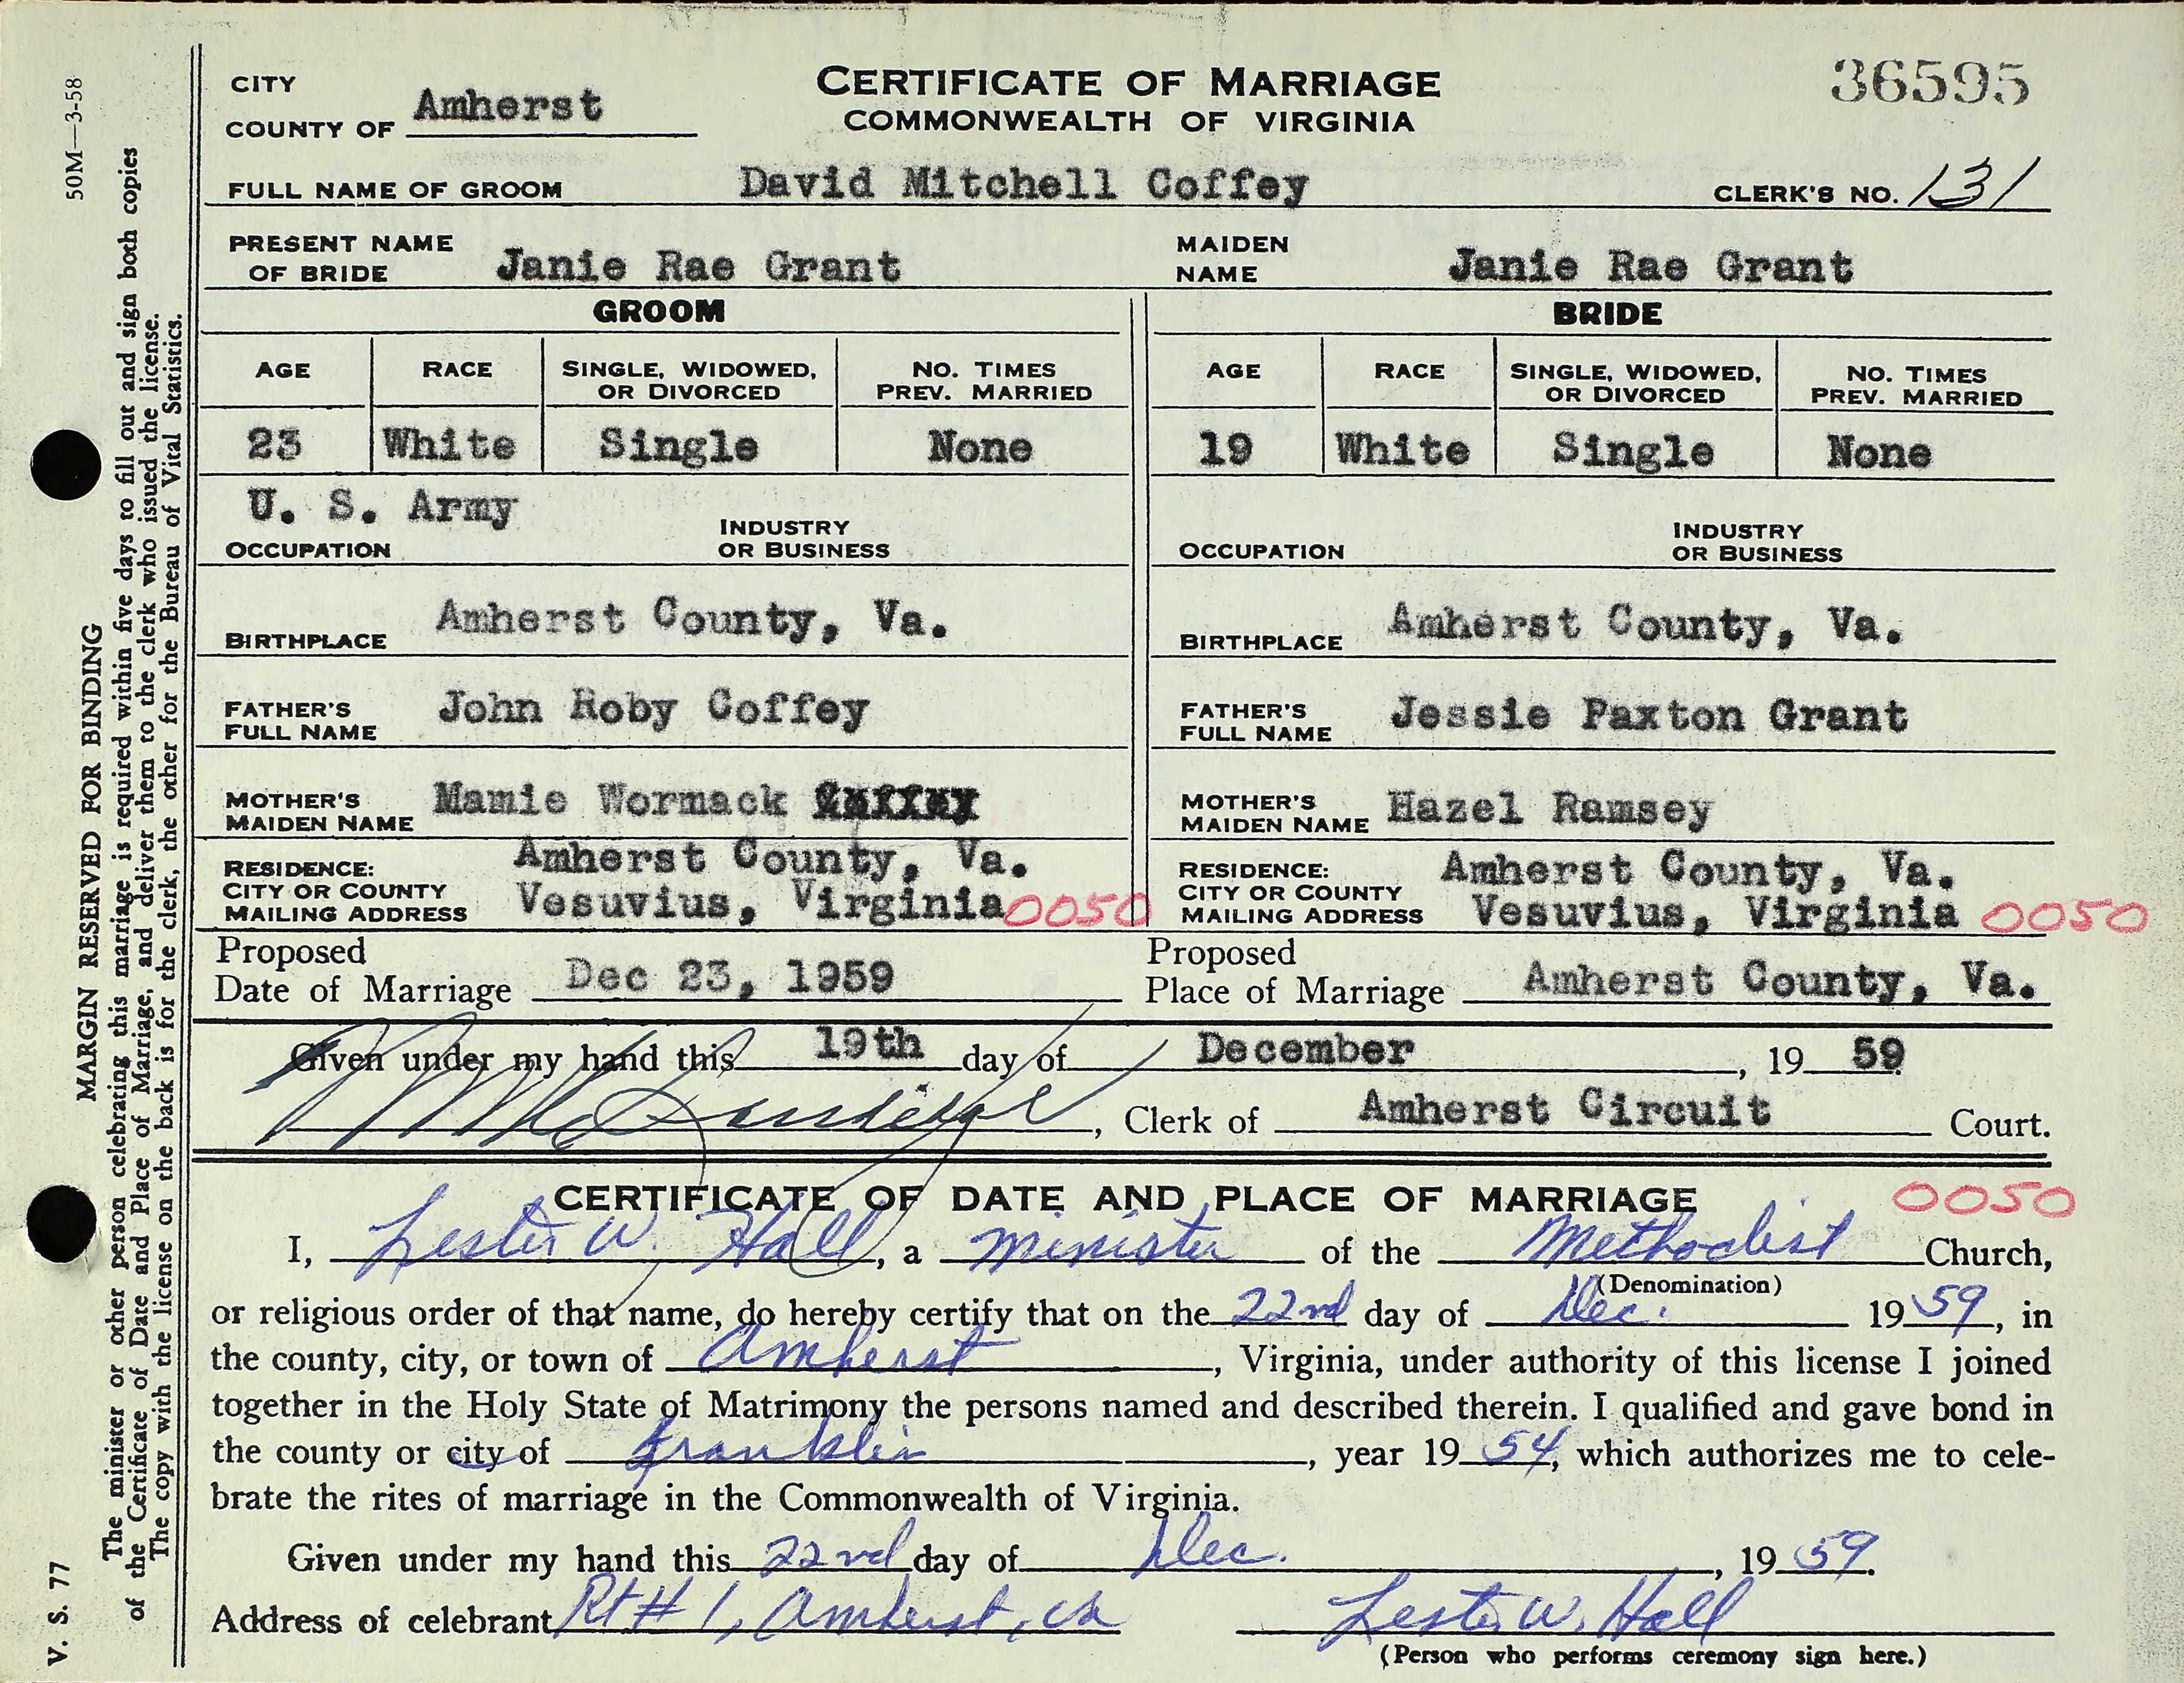 CITY
COUNTY OF Amherst
CERTIFICATE OF MARRIAGE
COMMONWEALTH OF VIRGINIA
36595
FULL NAME OF GROOM David Mitchell Coffey CLERK'S NO. 131
PRESENT NAME OF BRIDE Janie Rae Grant MAIDEN NAME Janie Rae Grant
GROOM BRIDE
AGE RACE SINGLE, WIDOWED, OR DIVORCED NO. TIMES PREV. MARRIED AGE RACE SINGLE, WIDOWED, OR DIVORCED NO. TIMES PREV. MARRIED
23 White Single None 19 White Single None
U. S. Army
OCCUPATION INDUSTRY OR BUSINESS OCCUPATION INDUSTRY OR BUSINESS
BIRTHPLACE Amherst County, Va. BIRTHPLACE Amherst County, Va.
FATHER'S FULL NAME John Roby Coffey FATHER'S FULL NAME Jessie Paxton Grant
MOTHER'S MAIDEN NAME Mamie Wormack MOTHER'S MAIDEN NAME Hazel Ramsey
RESIDENCE: CITY OR COUNTY Amherst County, Va. RESIDENCE: CITY OR COUNTY Amherst County, Va.
MAILING ADDRESS Vesuvius, Virginia 0050 MAILING ADDRESS Vesuvius, Virginia 0050
Proposed Date of Marriage Dec 23, 1959 Proposed Place of Marriage Amherst County, Va.
Given under my hand this 19th day of December, 19 59
, Clerk of Amherst Circuit Court.
CERTIFICATE OF DATE AND PLACE OF MARRIAGE 0050
I, Lester W. Hall, a Minister of the Methodist Church,
(Denomination)
or religious order of that name, do hereby certify that on the 22nd day of Dec. 19 59, in
the county, city, or town of Amherst, Virginia, under authority of this license I joined
together in the Holy State of Matrimony the persons named and described therein. I qualified and gave bond in
the county or city of Franklin, year 19 54, which authorizes me to cele-
brate the rites of marriage in the Commonwealth of Virginia.
Given under my hand this 22nd day of Dec., 19 59.
Address of celebrant Rt # 1, Amherst, Va Lester W. Hall
(Person who performs ceremony sign here.)
V. S. 77 MARGIN RESERVED FOR BINDING 50M—3-58
The minister or other person celebrating this marriage is required within five days to fill out and sign both copies
of the Certificate of Date and Place of Marriage, and deliver them to the clerk who issued the license.
The copy with the license on the back is for the clerk, the other for the Bureau of Vital Statistics.